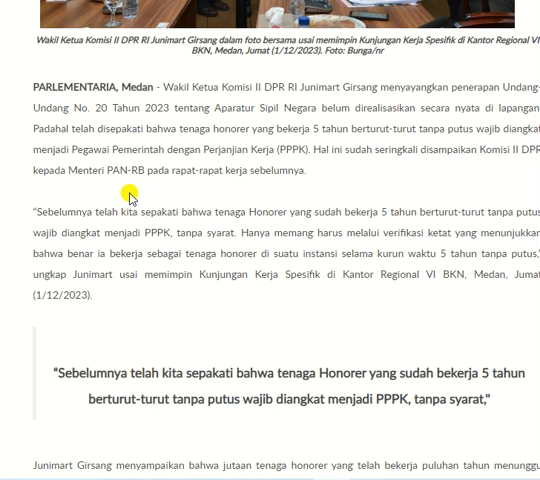 Wakil Ketua Komisi II DPR RI Junimart Girsang dalam foto bersama usai memimpin Kunjungan Kerja Spesifik di Kantor Regional VI
BKN, Medan, Jumat (1/12/2023). Foto: Bunga/nr
PARLEMENTARIA, Medan - Wakil Ketua Komisi II DPR RI Junimart Girsang menyayangkan penerapan Undang-
Undang No. 20 Tahun 2023 tentang Aparatur Sipil Negara belum direalisasikan secara nyata di lapangan
Padahal telah disepakati bahwa tenaga honorer yang bekerja 5 tahun berturut-turut tanpa putus wajib diangkat
menjadi Pegawai Pemerintah dengan Perjanjian Kerja (PPPK). Hal ini sudah seringkali disampaikan Komisi II DPR
kepada Menteri PAN-RB pada rapat-rapat kerja sebelumnya.
“Sebelumnya telah kita sepakati bahwa tenaga Honorer yang sudah bekerja 5 tahun berturut-turut tanpa putus
wajib diangkat menjadi PPPK, tanpa syarat. Hanya memang harus melalui verifikasi ketat yang menunjukkan
bahwa benar ia bekerja sebagai tenaga honorer di suatu instansi selama kurun waktu 5 tahun tanpa putus,”
ungkap Junimart usai memimpin Kunjungan Kerja Spesifik di Kantor Regional VI BKN, Medan, Jumat
(1/12/2023).
“Sebelumnya telah kita sepakati bahwa tenaga Honorer yang sudah bekerja 5 tahun
berturut-turut tanpa putus wajib diangkat menjadi PPPK, tanpa syarat,"
Junimart Girsang menyampaikan bahwa jutaan tenaga honorer yang telah bekerja puluhan tahun menunggu